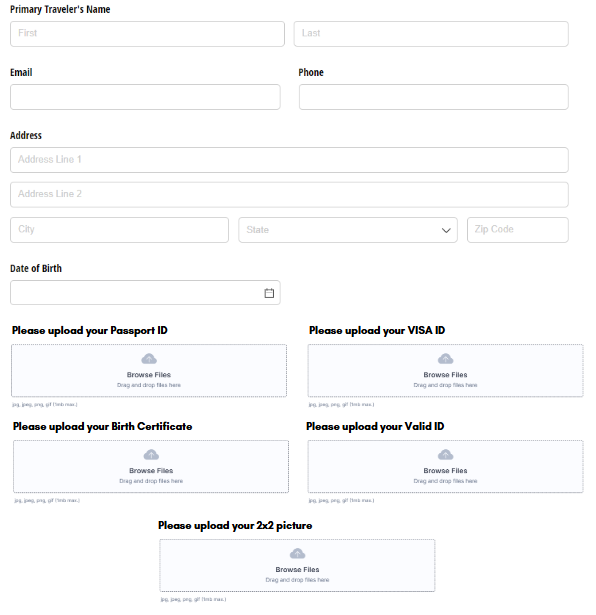 Primary Traveler's Name
First Last
Email Phone
Address
Address Line 1
Address Line 2
City State Zip Code
Date of Birth
Please upload your Passport ID Please upload your VISA ID
Browse Files Browse Files
Drag and drop files here Drag and drop files here
jpg, jpeg, png, gif (1mb max.) jpg, jpeg, png, gif (1mb max.)
Please upload your Birth Certificate Please upload your Valid ID
Browse Files Browse Files
Drag and drop files here Drag and drop files here
jpg, jpeg, png, gif (1mb max.) jpg, jpeg, png, gif (1mb max.)
Please upload your 2x2 picture
Browse Files
Drag and drop files here
jpg, jpeg, png, gif (1mb max.)